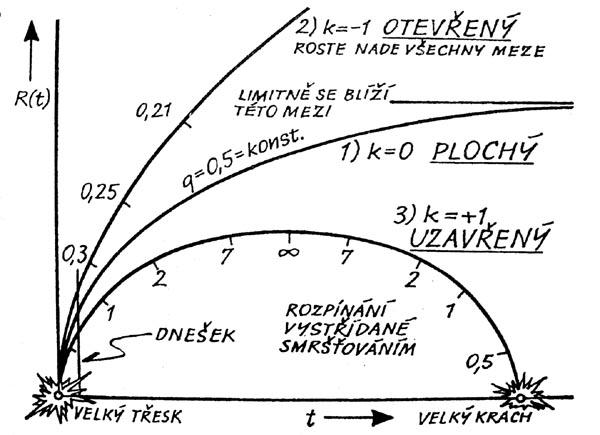 2) k=-1 OTEVŘENÝ
ROSTE NADE VŠECHNY MEZE
R(t)
LIMITNĚ SE BLÍŽÍ
TÉTO MEZI
0,21
q=0,5=konst.
1) k=0 PLOCHÝ
0,25
3) k=+1
UZAVŘENÝ
0,3
1
2
7
∞
7
2
1
0,5
ROZPÍNÁNÍ
VYSTŘÍDANÉ
SMRŠŤOVÁNÍM
DNEŠEK
VELKÝ TŘESK
t
VELKÝ KRACH